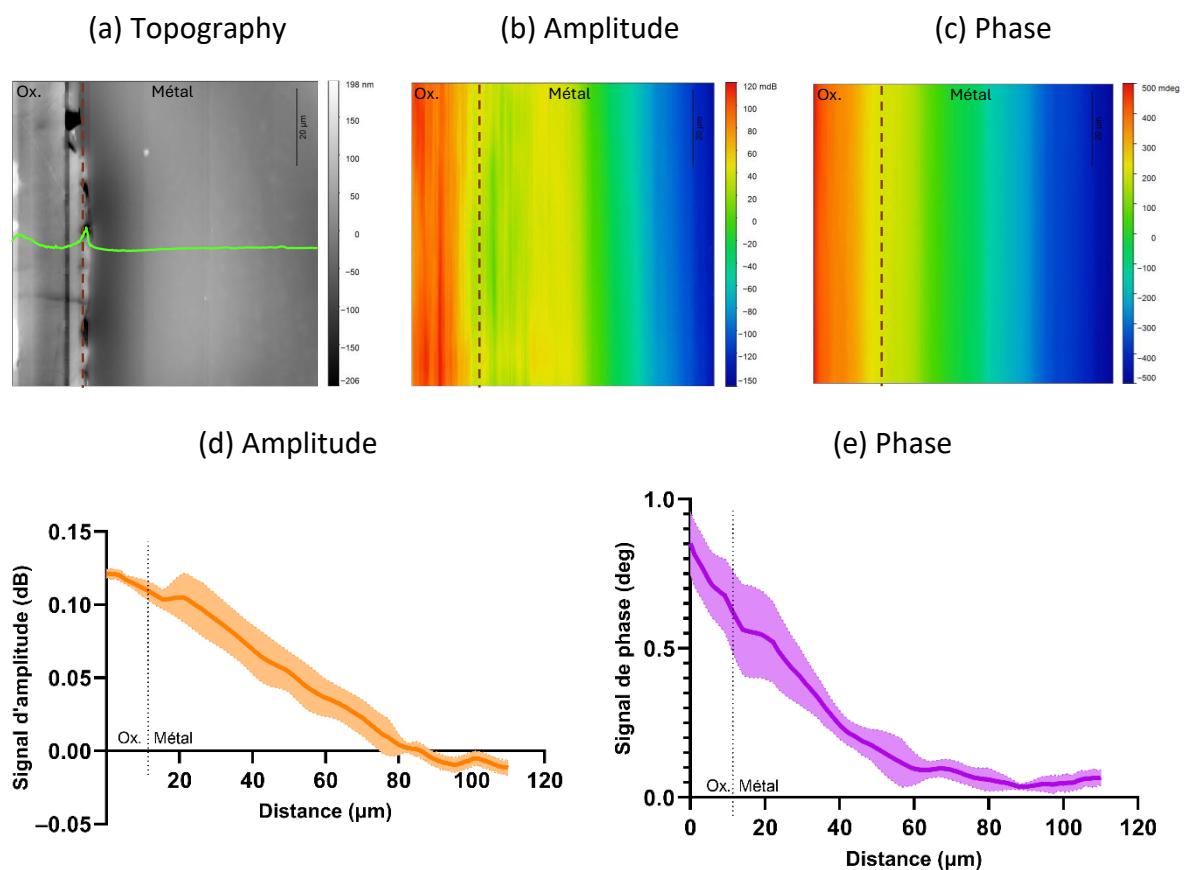 (a) Topography
(b) Amplitude
(c) Phase
Ox.
Métal
20 µm
198 nm
150
100
50
0
−50
−100
−150
−206
Ox.
Métal
20 µm
120 mdB
80
60
40
20
0
−20
−40
−60
−80
−100
−120
−150
Ox.
Métal
20 µm
500 mdeg
400
300
200
100
0
−100
−200
−300
−400
−500
(d) Amplitude
(e) Phase
Signal d'amplitude (dB)
0.15
0.10
0.05
0.00
−0.05
Ox.
Métal
20
40
60
80
100
120
Distance (µm)
Signal de phase (deg)
1.0
0.5
0.0
Ox.
Métal
0
20
40
60
80
100
120
Distance (µm)